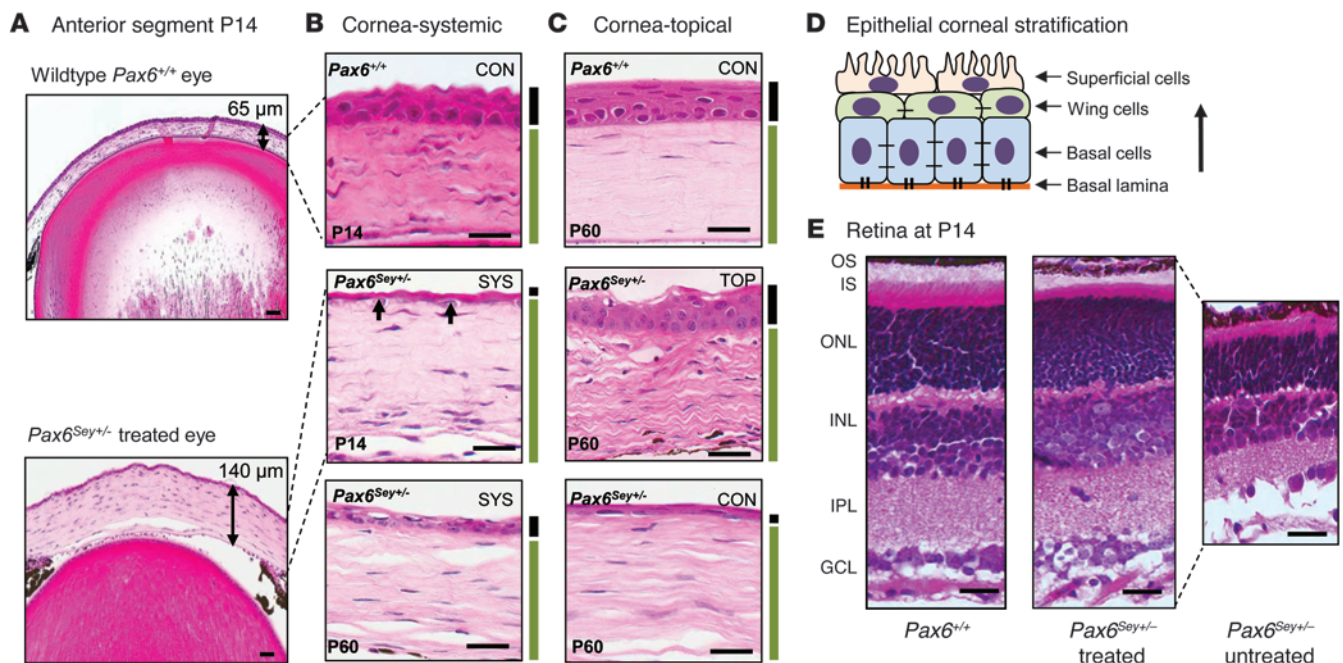 A Anterior segment P14
Wildtype Pax6+/+ eye
65 µm
Pax6Sey+/- treated eye
140 µm
B Cornea-systemic
Pax6+/+ CON
P14
Pax6Sey+/- SYS
P14
Pax6Sey+/- SYS
P60
C Cornea-topical
Pax6+/+ CON
P60
Pax6Sey+/- TOP
P60
Pax6Sey+/- CON
P60
D Epithelial corneal stratification
Superficial cells
Wing cells
Basal cells
Basal lamina
E Retina at P14
OS
IS
ONL
INL
IPL
GCL
Pax6+/+
Pax6Sey+/–
treated
Pax6Sey+/–
untreated